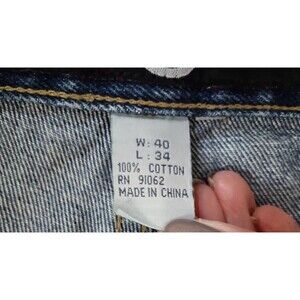 W: 40
L: 34
100% COTTON
RN 91062
MADE IN CHINA